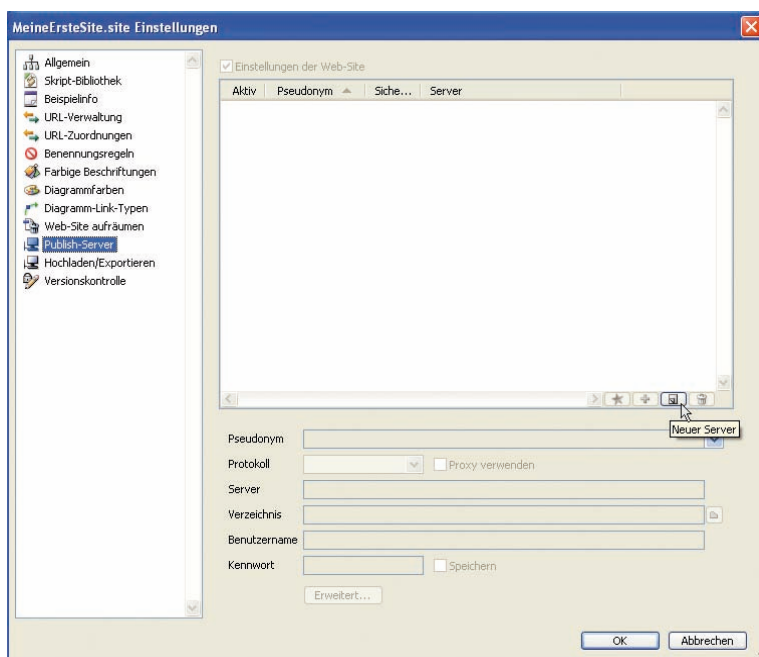 MeineErsteSite.site Einstellungen
Allgemein
Skript-Bibliothek
Beispielinfo
URL-Verwaltung
URL-Zuordnungen
Benennungsregeln
Farbige Beschriftungen
Diagrammfarben
Diagramm-Link-Typen
Web-Site aufräumen
Publish-Server
Hochladen/Exportieren
Versionskontrolle
Einstellungen der Web-Site
Aktiv Pseudonym Siche... Server
Neuer Server
Pseudonym
Protokoll Proxy verwenden
Server
Verzeichnis
Benutzername
Kennwort Speichern
Erweitert...
OK Abbrechen